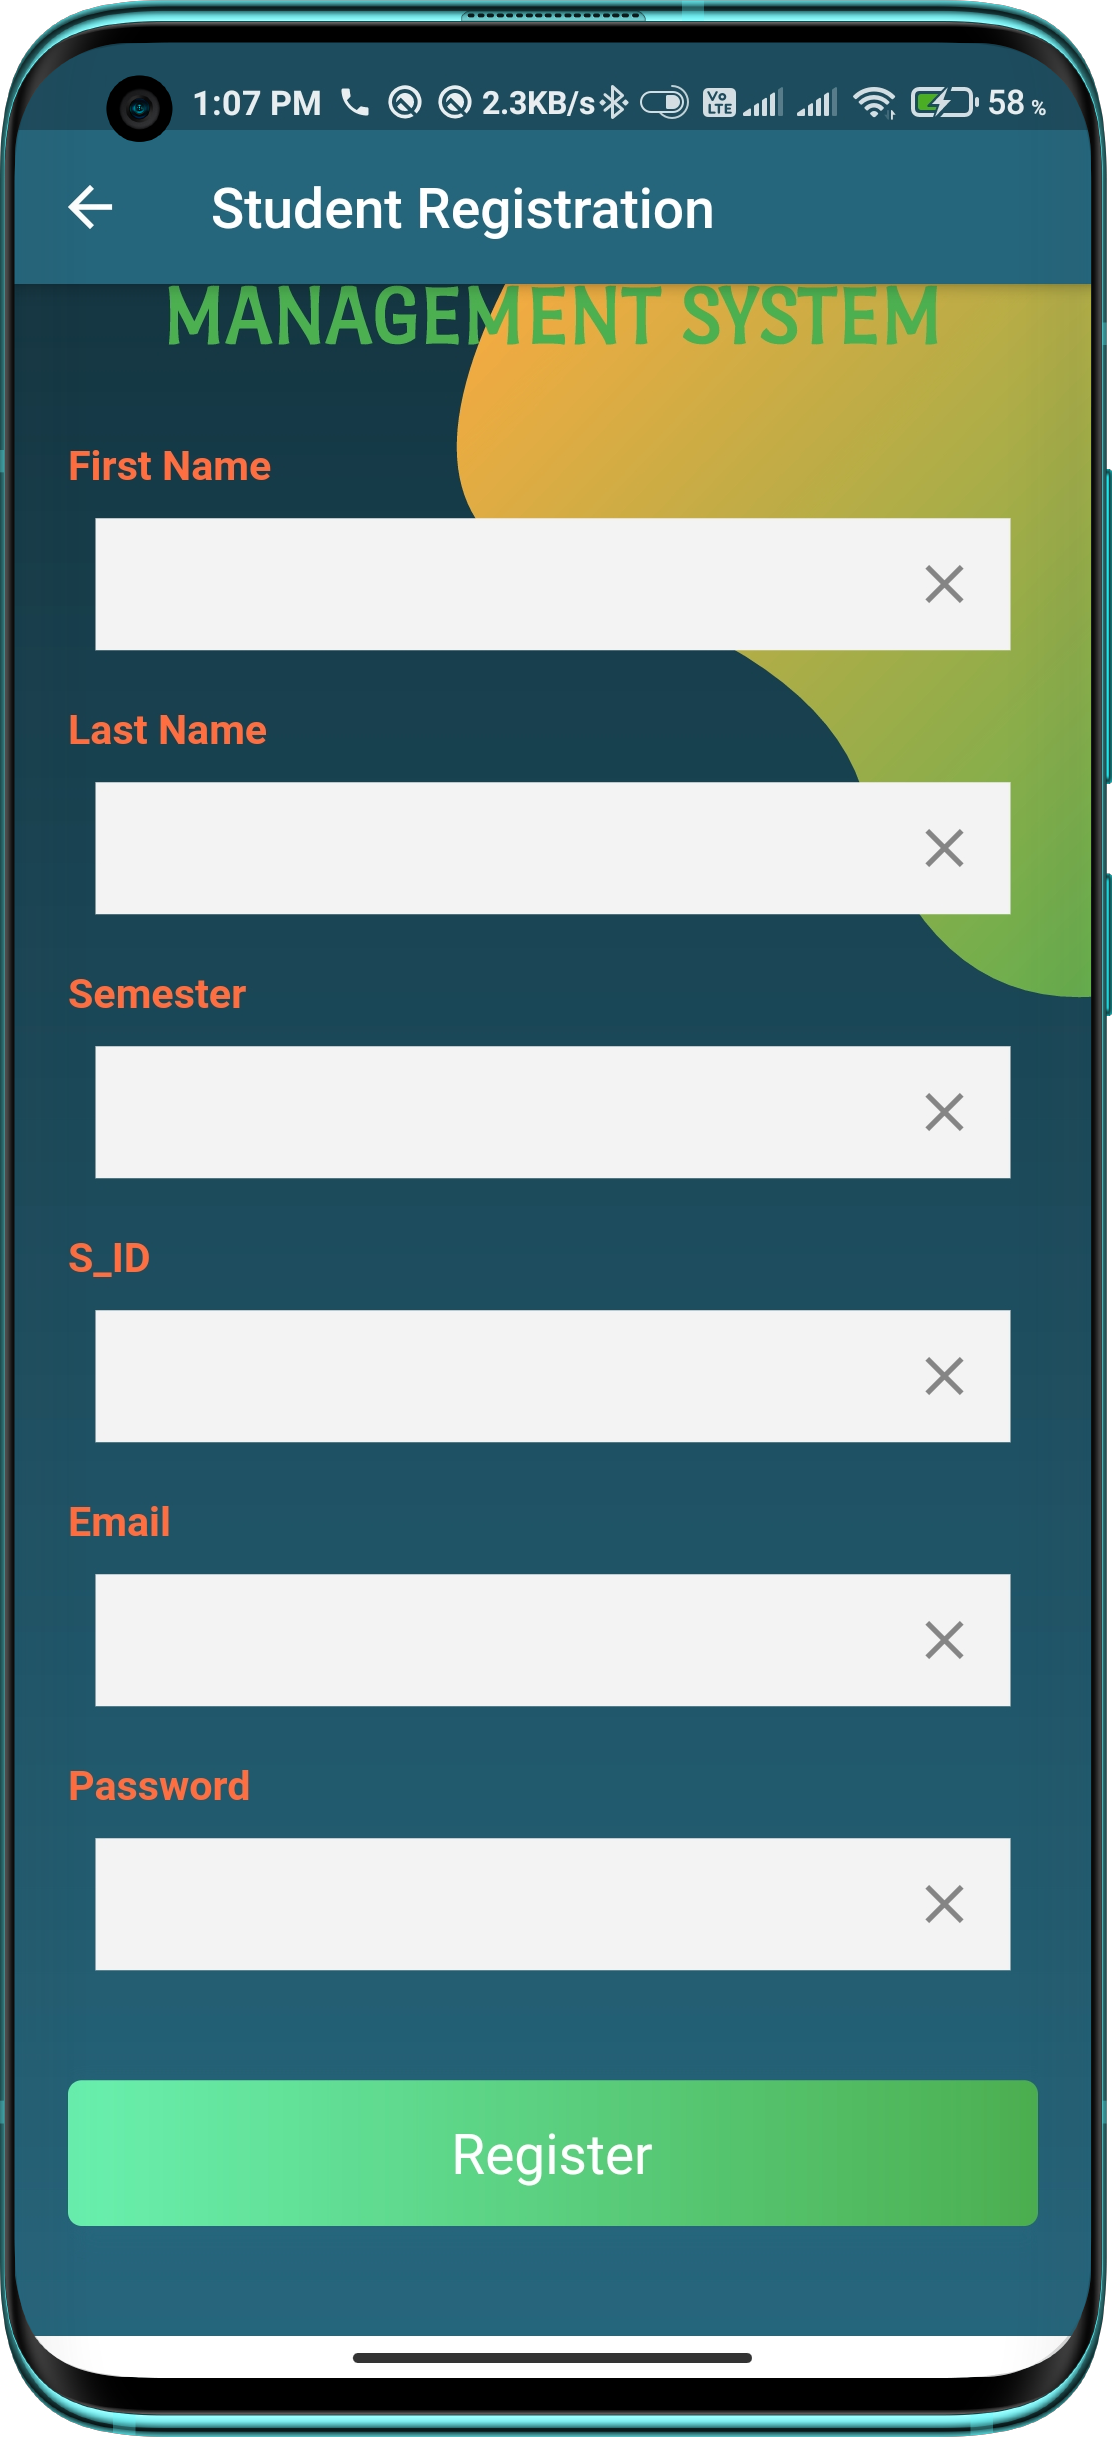 1:07 PM 2.3KB/s Vo LTE 58 %
Student Registration
MANAGEMENT SYSTEM
First Name
Last Name
Semester
S_ID
Email
Password
Register